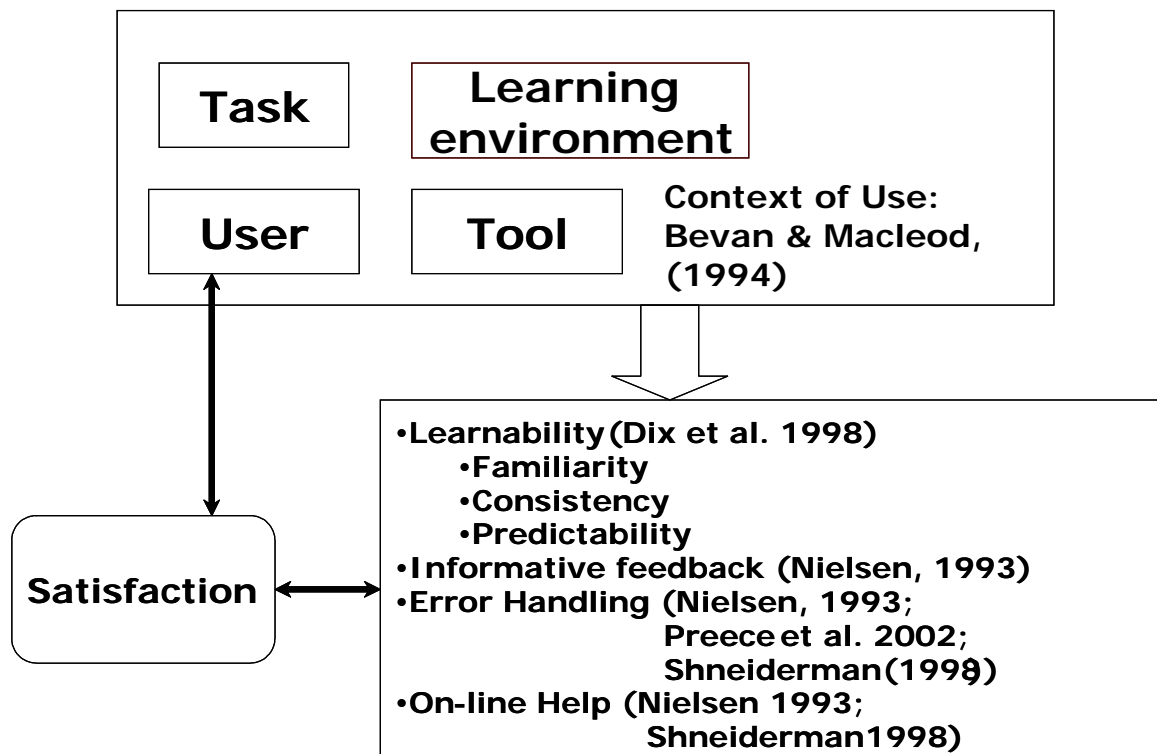 Task
Learning
environment
User
Tool
Context of Use:
Bevan & Macleod,
(1994)
Satisfaction
•Learnability (Dix et al. 1998)
•Familiarity
•Consistency
•Predictability
•Informative feedback (Nielsen, 1993)
•Error Handling (Nielsen, 1993;
Preece et al. 2002;
Shneiderman (1998))
•On-line Help (Nielsen 1993;
Shneiderman 1998)